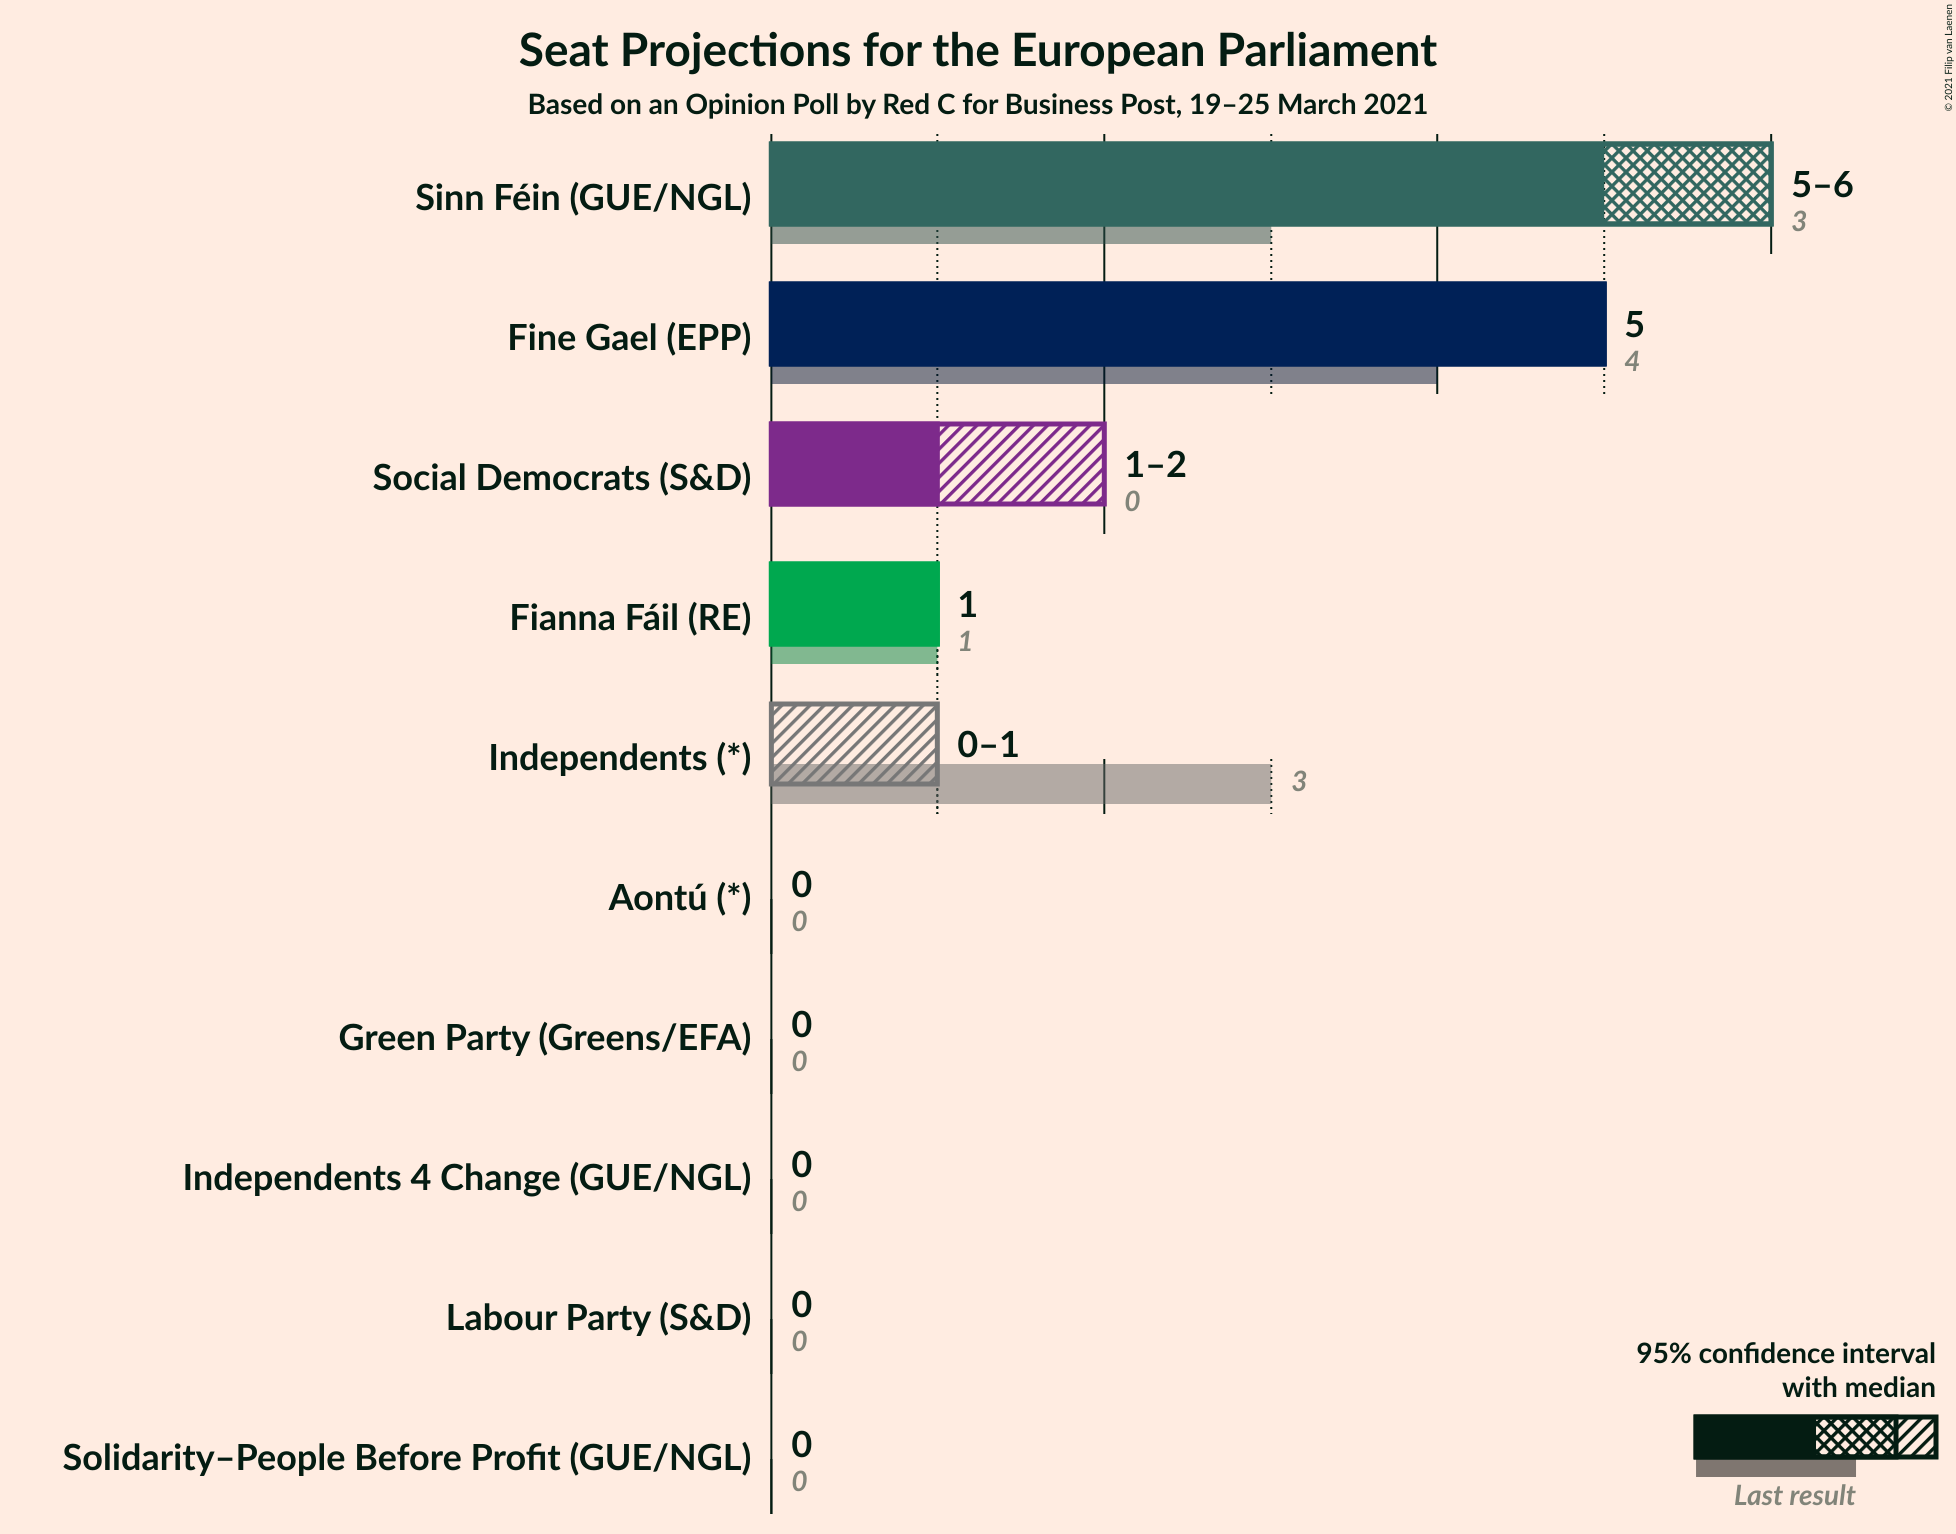 Seat Projections for the European Parliament
Based on an Opinion Poll by Red C for Business Post, 19–25 March 2021
© 2021 Filip van Laenen
Sinn Féin (GUE/NGL)
5–6
3
Fine Gael (EPP)
5
4
Social Democrats (S&D)
1–2
0
Fianna Fáil (RE)
1
1
Independents (*)
0–1
3
Aontú (*)
0
0
Green Party (Greens/EFA)
0
0
Independents 4 Change (GUE/NGL)
0
0
Labour Party (S&D)
0
0
Solidarity–People Before Profit (GUE/NGL)
0
0
95% confidence interval
with median
Last result